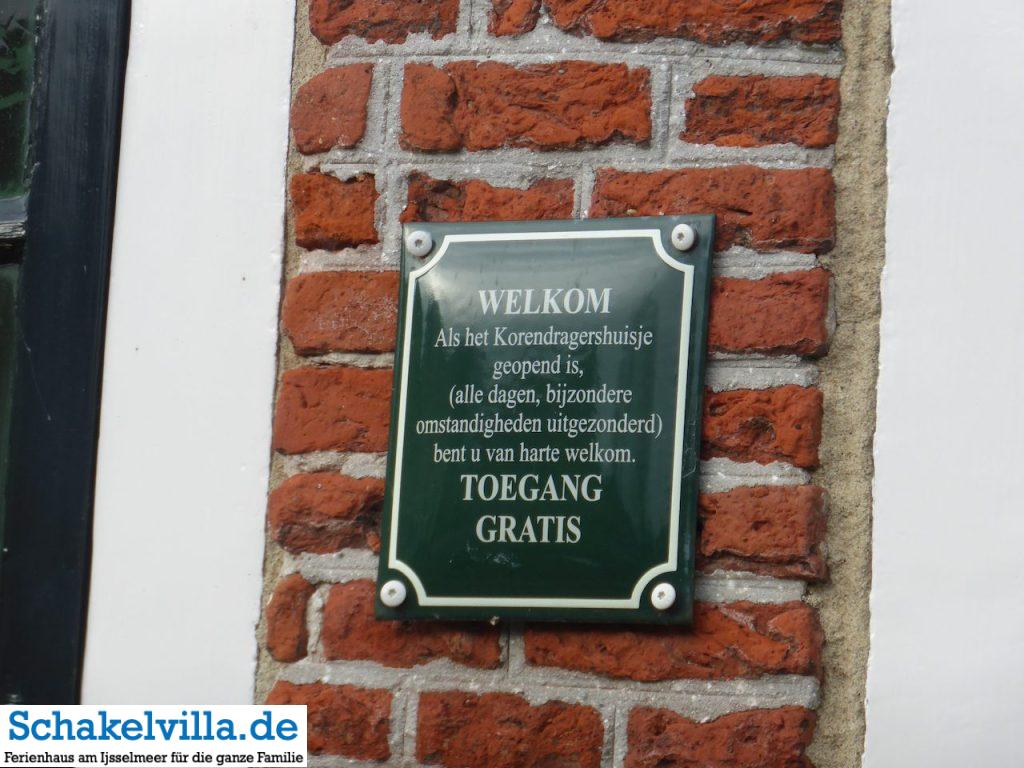 WELKOM
Als het Korendragershuisje
geopend is,
(alle dagen, bijzondere
omstandigheden uitgezonderd)
bent u van harte welkom.
TOEGANG
GRATIS
Schakelvilla.de
Ferienhaus am Ijsselmeer für die ganze Familie